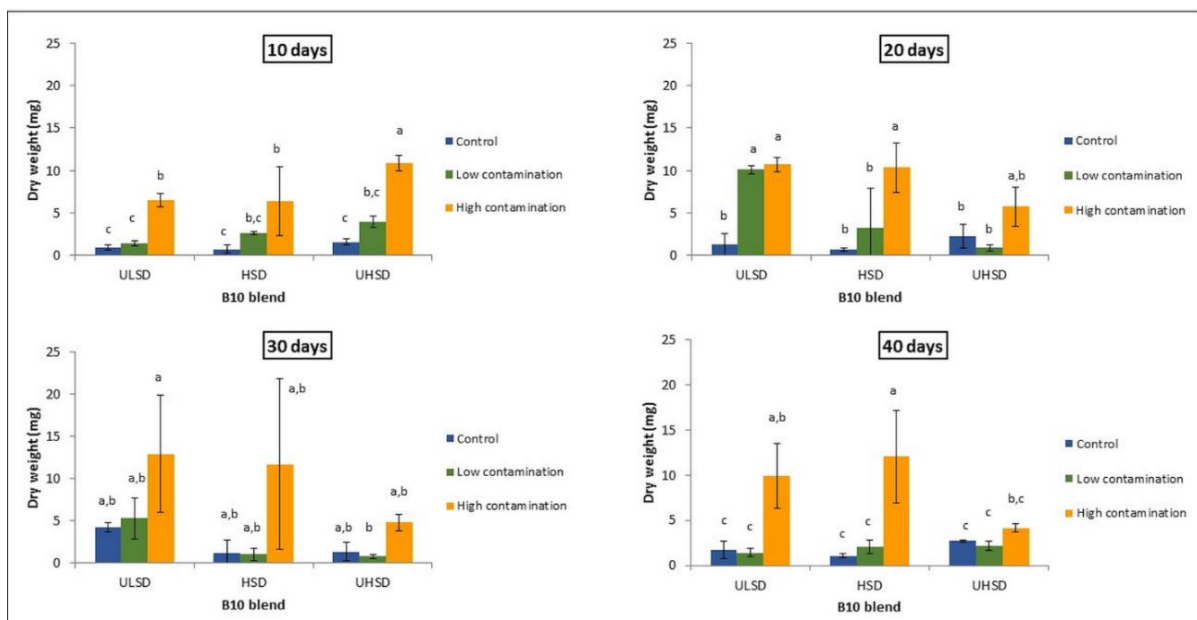 10 days
25
20
15
10
5
0
Dry weight (mg)
c
c
b
c
b,c
b
c
b,c
a
ULSD
HSD
UHSD
B10 blend
Control
Low contamination
High contamination
20 days
25
20
15
10
5
0
Dry weight (mg)
b
a
a
b
b
a
b
b
a,b
ULSD
HSD
UHSD
B10 blend
Control
Low contamination
High contamination
30 days
25
20
15
10
5
0
Dry weight (mg)
a,b
a,b
a
a,b
a,b
a,b
a,b
b
a,b
ULSD
HSD
UHSD
B10 blend
Control
Low contamination
High contamination
40 days
25
20
15
10
5
0
Dry weight (mg)
c
c
a,b
c
c
a
c
c
b,c
ULSD
HSD
UHSD
B10 blend
Control
Low contamination
High contamination